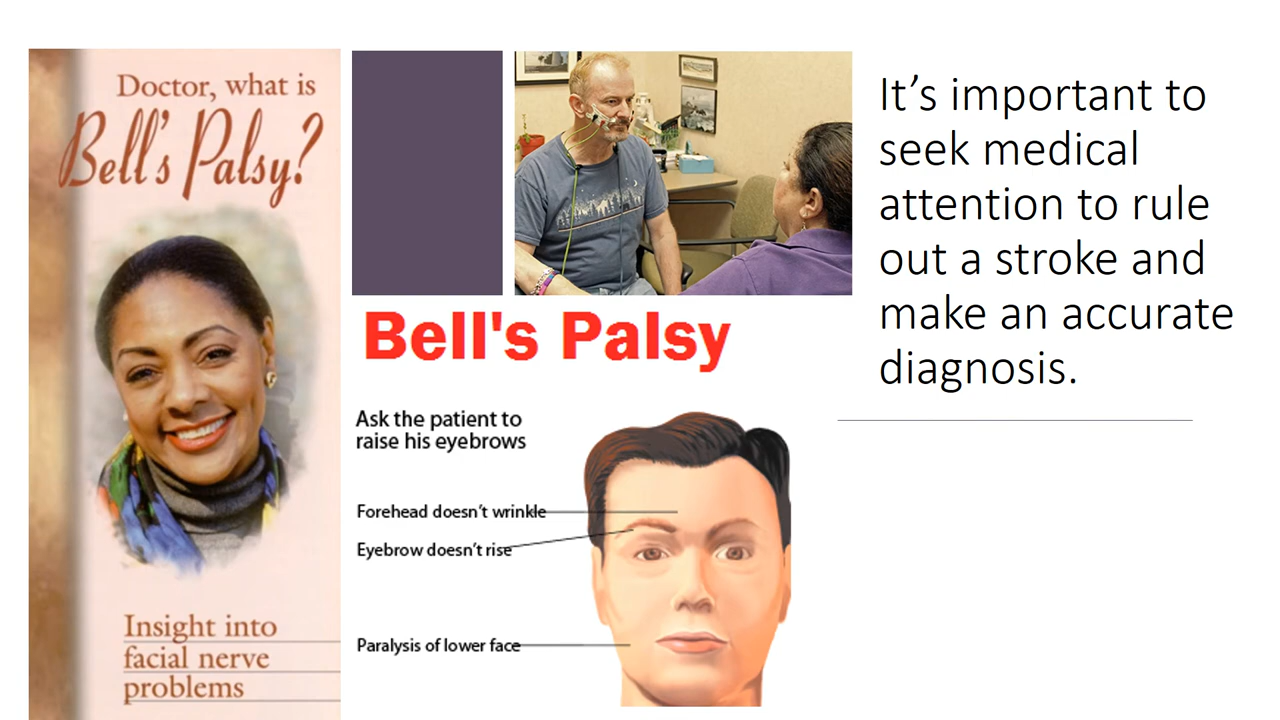 Doctor, what is
Bell's Palsy?
Insight into
facial nerve
problems
Bell's Palsy
Ask the patient to
raise his eyebrows
Forehead doesn't wrinkle
Eyebrow doesn't rise
Paralysis of lower face
It’s important to
seek medical
attention to rule
out a stroke and
make an accurate
diagnosis.